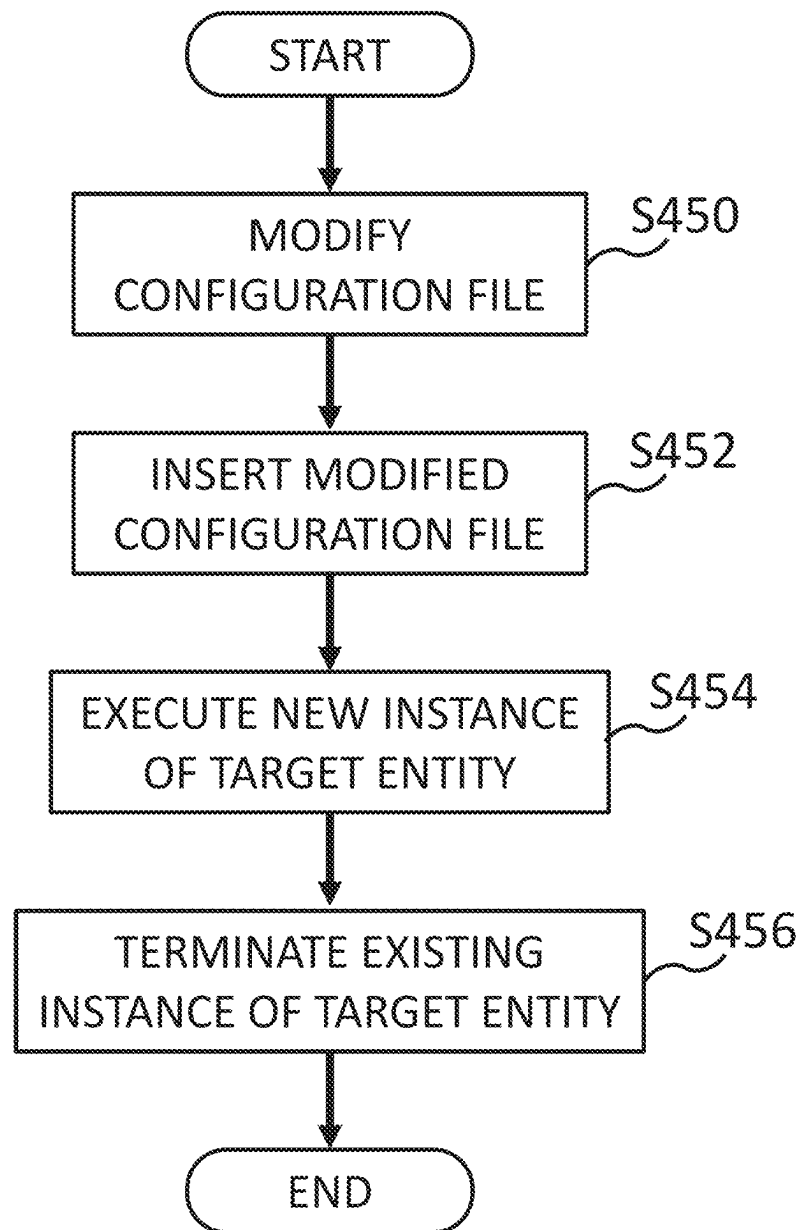 START
MODIFY
CONFIGURATION FILE
S450
INSERT MODIFIED
CONFIGURATION FILE
S452
EXECUTE NEW INSTANCE
OF TARGET ENTITY
S454
TERMINATE EXISTING
INSTANCE OF TARGET ENTITY
S456
END